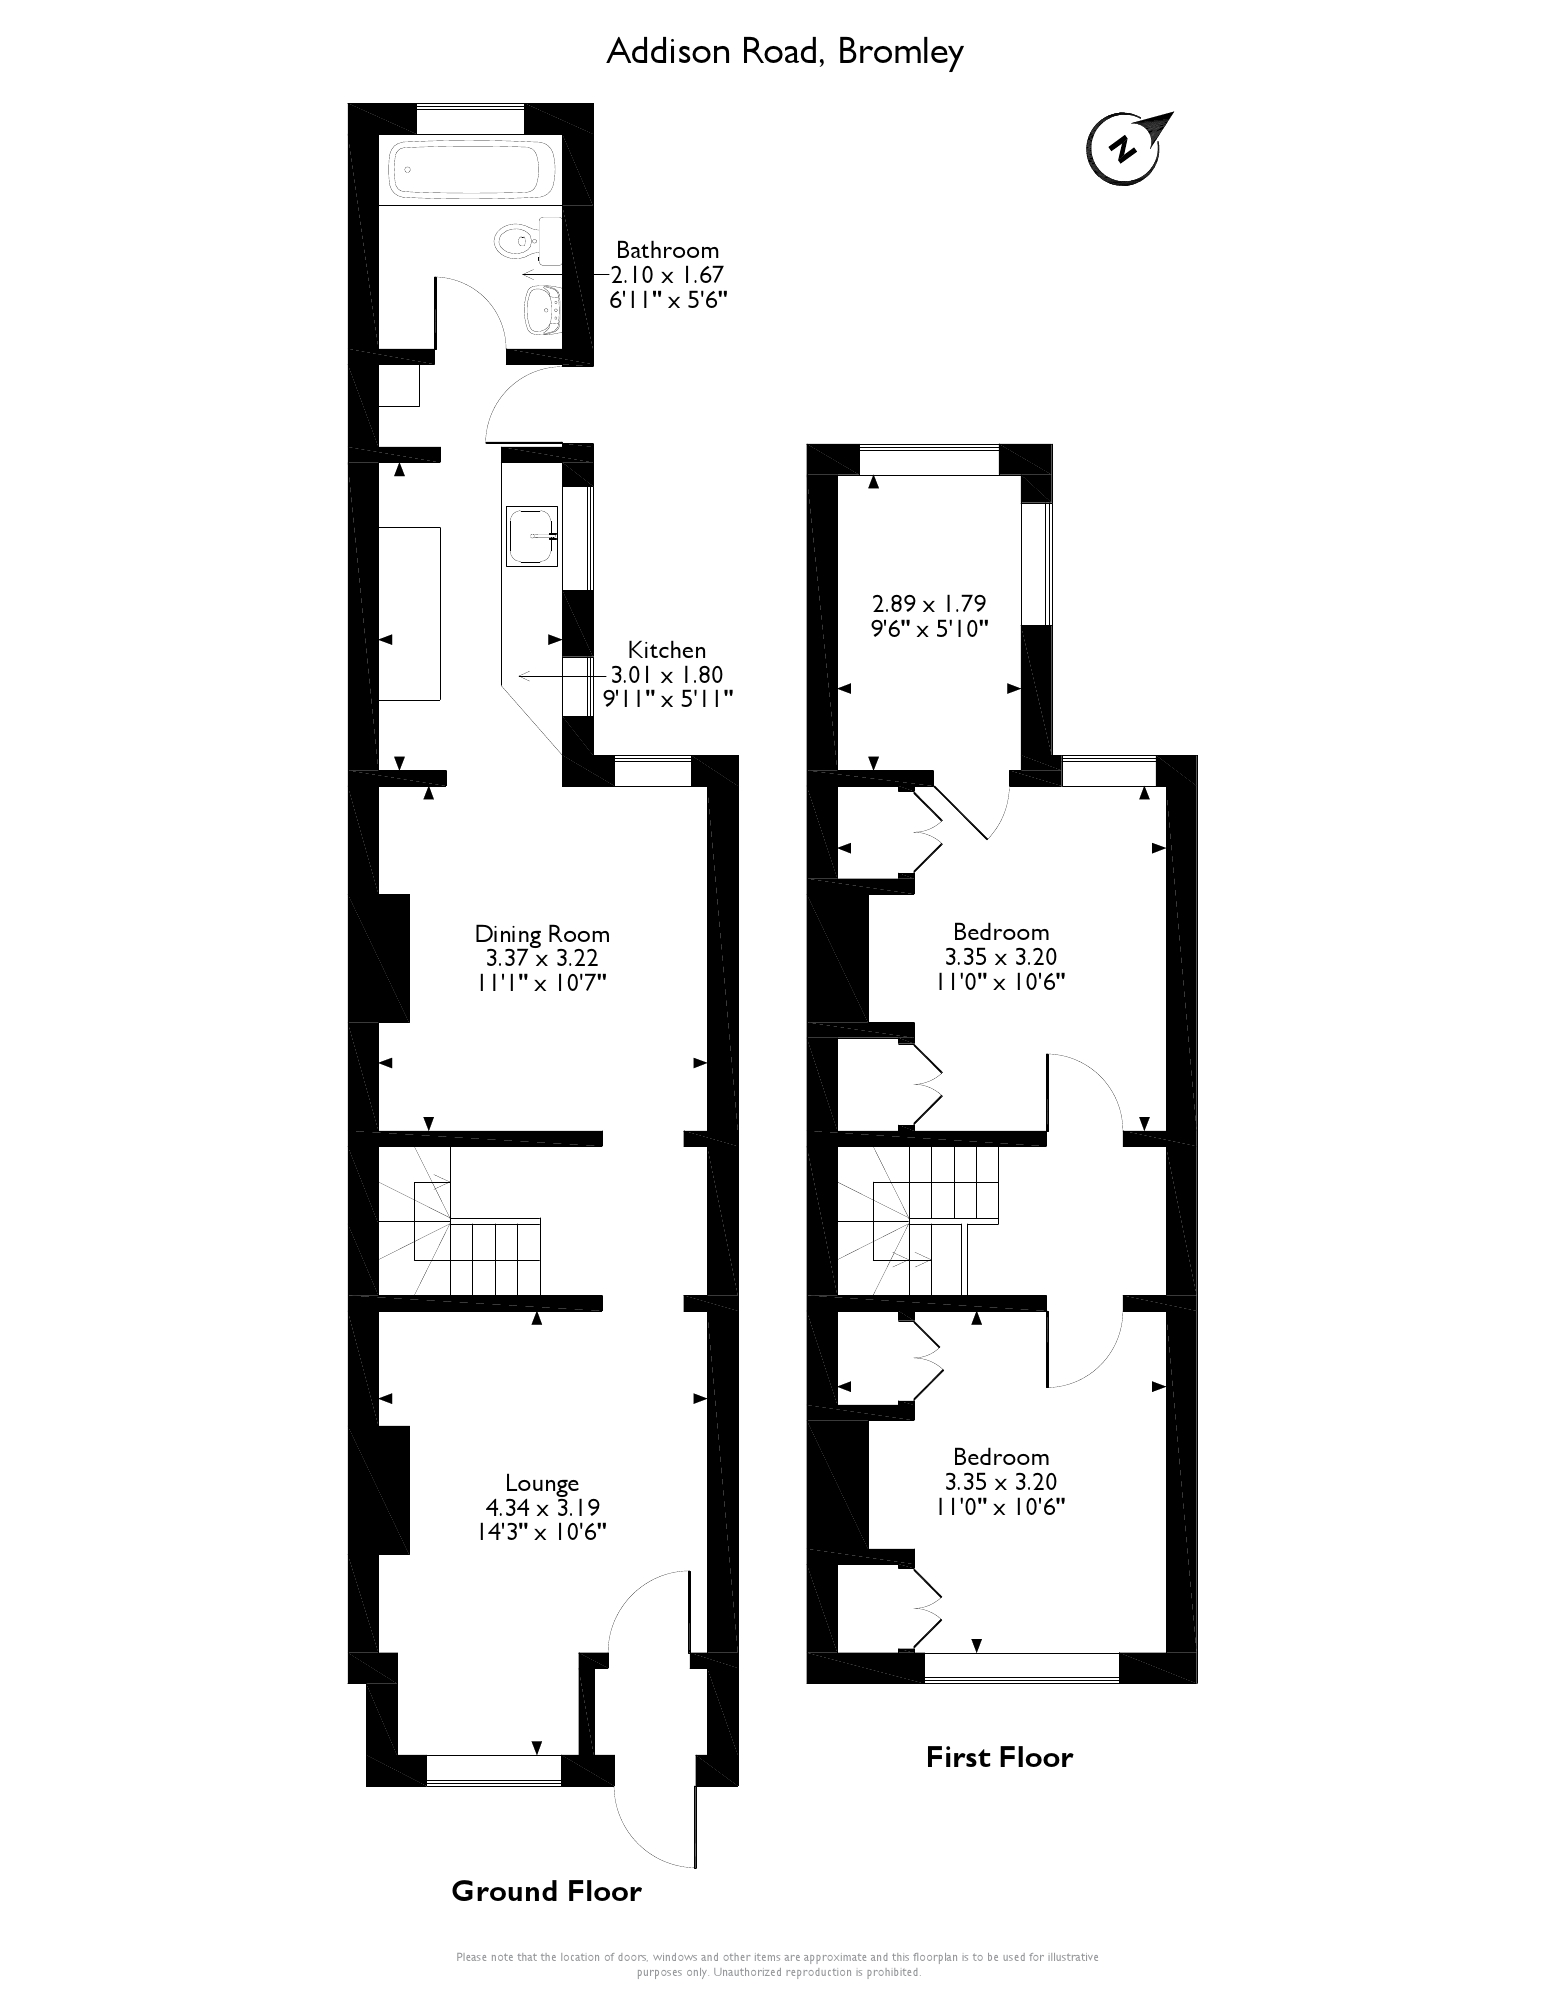 Addison Road, Bromley
N
Bathroom
2.10 x 1.67
6'11" x 5'6"
Kitchen
3.01 x 1.80
9'11" x 5'11"
Dining Room
3.37 x 3.22
11'1" x 10'7"
Lounge
4.34 x 3.19
14'3" x 10'6"
Ground Floor
2.89 x 1.79
9'6" x 5'10"
Bedroom
3.35 x 3.20
11'0" x 10'6"
Bedroom
3.35 x 3.20
11'0" x 10'6"
First Floor
Please note that the location of doors, windows and other items are approximate and this floorplan is to be used for illustrative
purposes only. Unauthorized reproduction is prohibited.